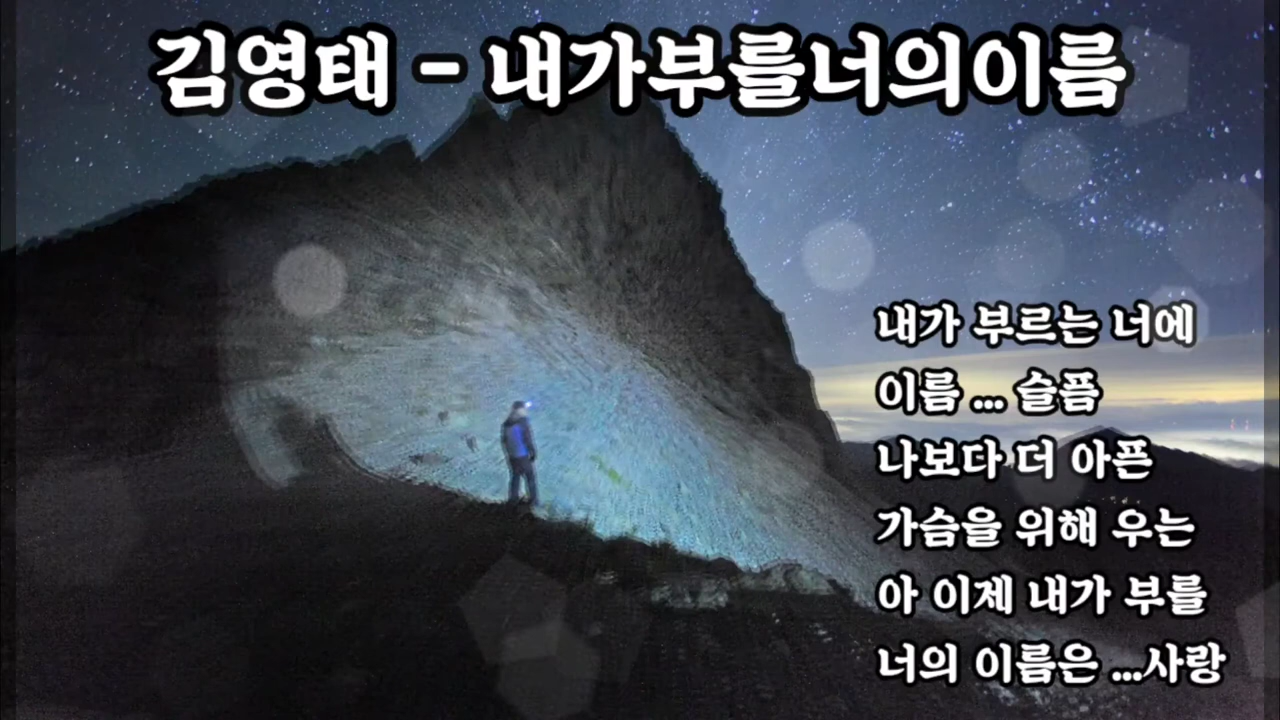 김영태 - 내가부를너의이름
내가 부르는 너에
이름 ... 슬픔
나보다 더 아픈
가슴을 위해 우는
아 이제 내가 부를
너의 이름은 ...사랑